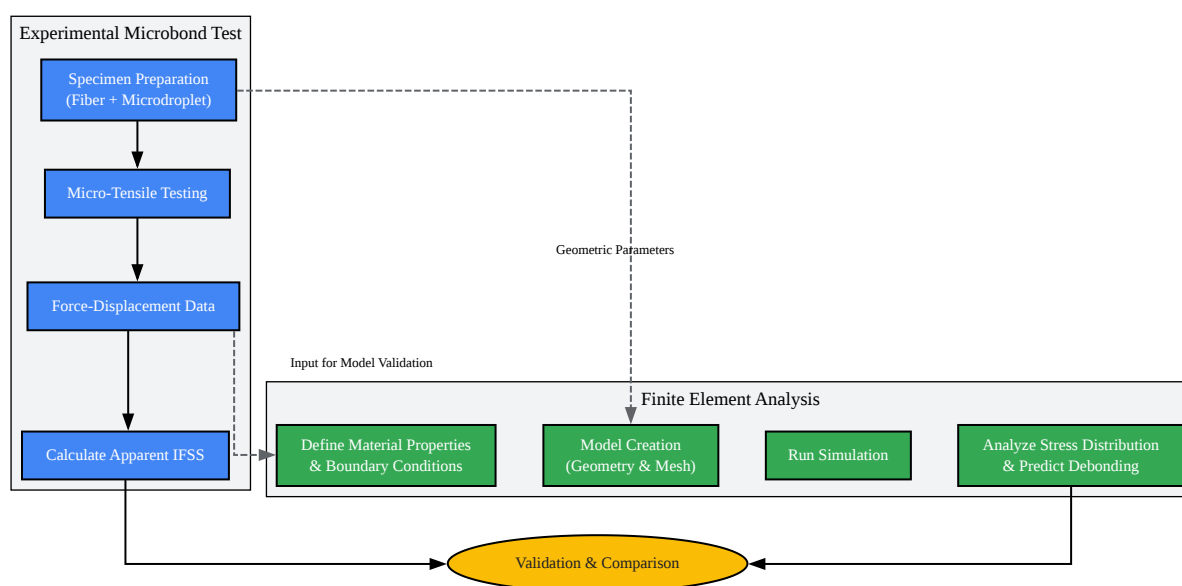 Experimental Microbond Test
Specimen Preparation
(Fiber + Microdroplet)
Micro-Tensile Testing
Geometric Parameters
Force-Displacement Data
Input for Model Validation
Finite Element Analysis
Calculate Apparent IFSS
Define Material Properties
& Boundary Conditions
Model Creation
(Geometry & Mesh)
Run Simulation
Analyze Stress Distribution
& Predict Debonding
Validation & Comparison